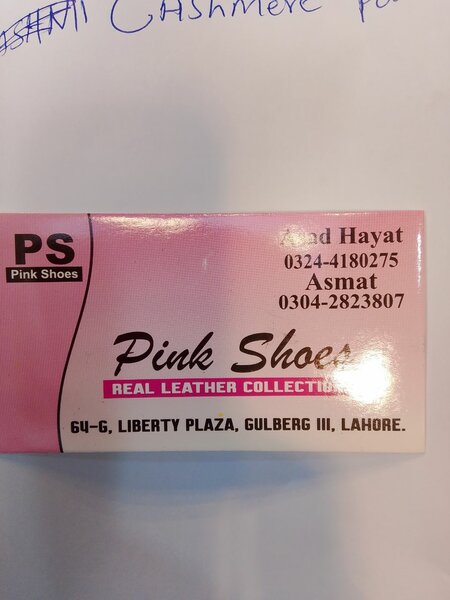 Cashmere
PS
Pink Shoes
Hayat
0324-4180275
Asmat
0304-2823807
Pink Shoes
REAL LEATHER COLLECTION
64-G, LIBERTY PLAZA, GULBERG III, LAHORE.